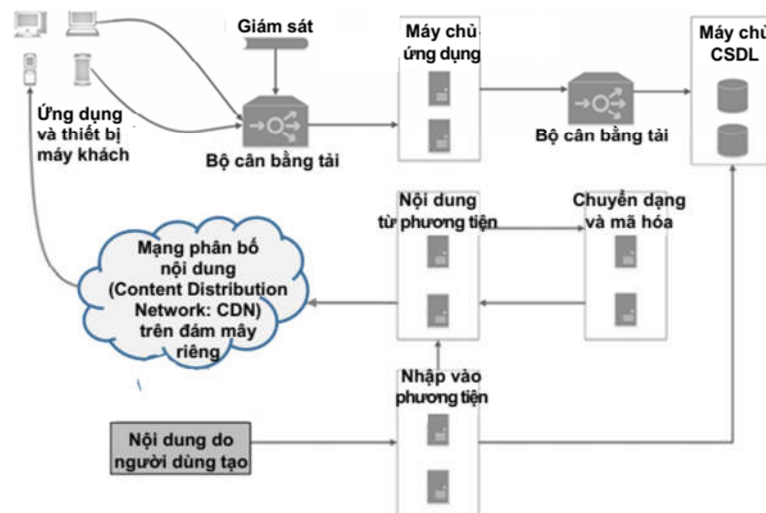 Giám sát
Máy chủ
ứng dụng
Máy chủ
CSDL
Ứng dụng
và thiết bị
máy khách
Bộ cân bằng tải
Bộ cân bằng tải
Nội dung
từ phương tiện
Chuyển dạng
và mã hóa
Mạng phân bố
nội dung
(Content Distribution
Network: CDN)
trên đám mây
riêng
Nhập vào
phương tiện
Nội dung do
người dùng tạo